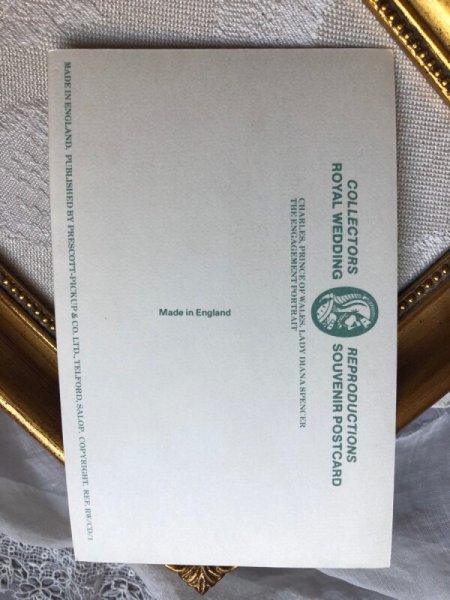 COLLECTORS REPRODUCTIONS
ROYAL WEDDING SOUVENIR POSTCARD
CHARLES, PRINCE OF WALES, LADY DIANA SPENCER
THE ENGAGEMENT PORTRAIT
Made in England
MADE IN ENGLAND. PUBLISHED BY PRESCOTT-PICKUP & CO. LTD., TELFORD, SALOP. COPYRIGHT. REF. RW/CD/1